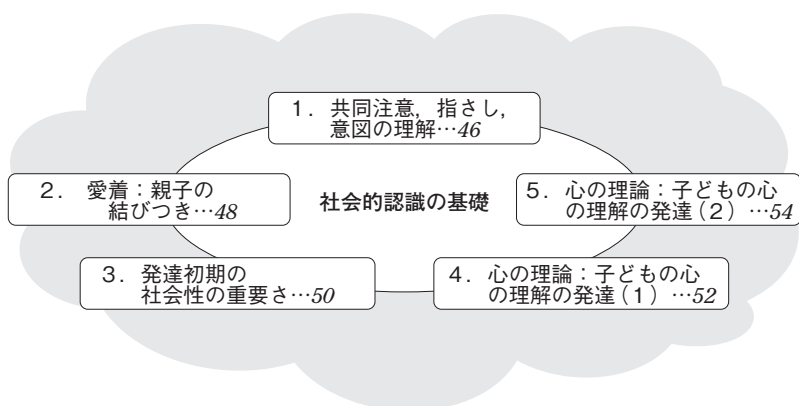 1．共同注意，指さし，
意図の理解…46
2．愛着：親子の
結びつき…48
社会的認識の基礎
5．心の理論：子どもの心
の理解の発達(2)…54
3．発達初期の
社会性の重要さ…50
4．心の理論：子どもの心
の理解の発達(1)…52